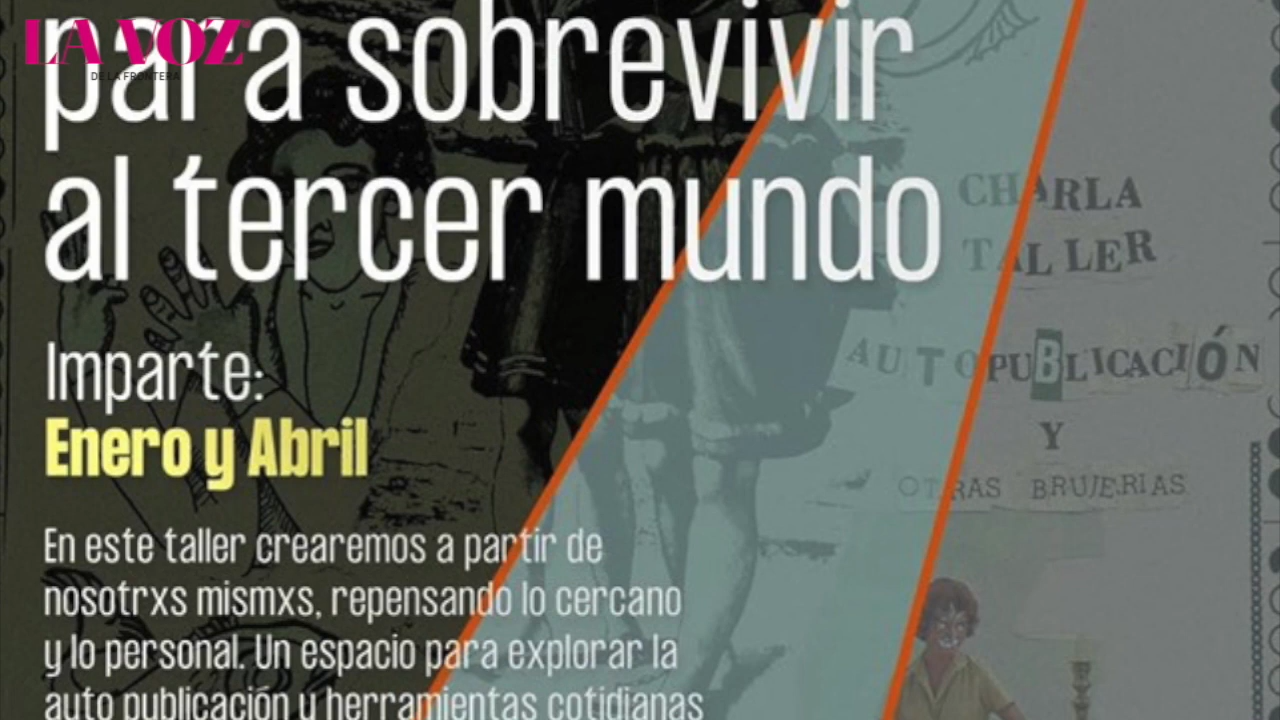 LA VOZ
DE LA FRONTERA
para sobrevivir
al tercer mundo
Imparte:
Enero y Abril
En este taller crearemos a partir de
nosotrxs mismxs, repensando lo cercano
y lo personal. Un espacio para explorar la
auto publicación y herramientas cotidianas
CHARLA
TALLER
AUTOPUBLICACIÓN
Y
OTRAS BRUJERIAS